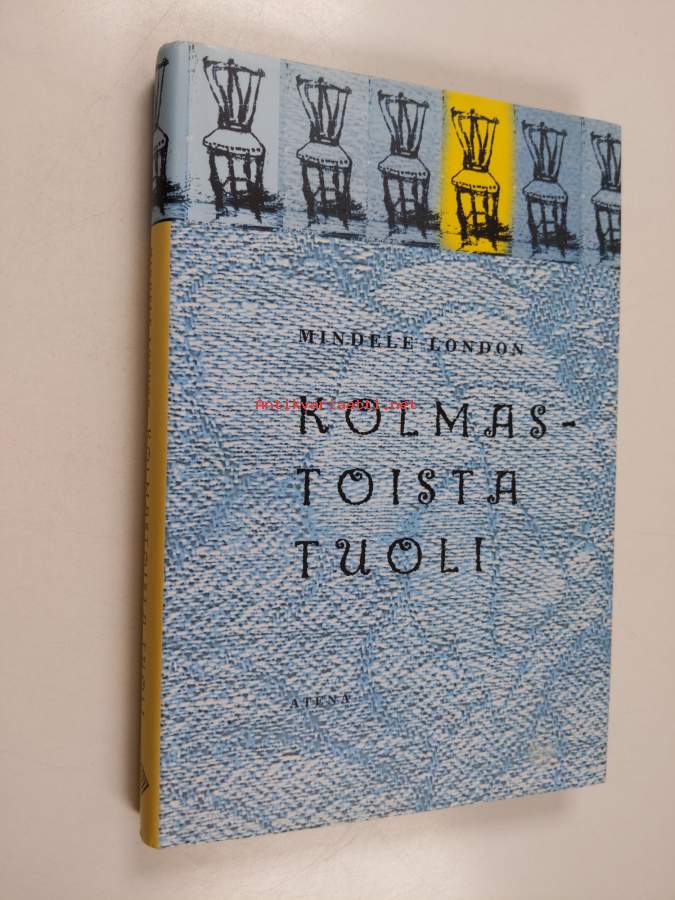 MINDELE LONDON
Antikvariaatti.net
KOLMAS-
TOISTA
TUOLI
ATENA